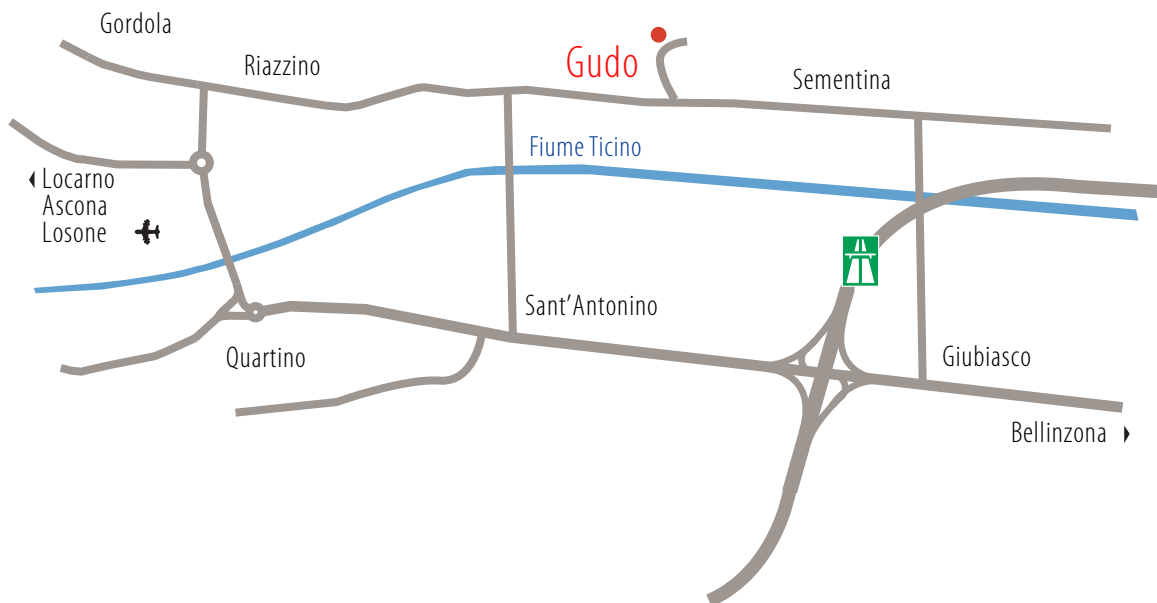 Gordola
Riazzino
Gudo
Sementina
Fiume Ticino
Locarno
Ascona
Losone
Sant’Antonino
Quartino
Giubiasco
Bellinzona